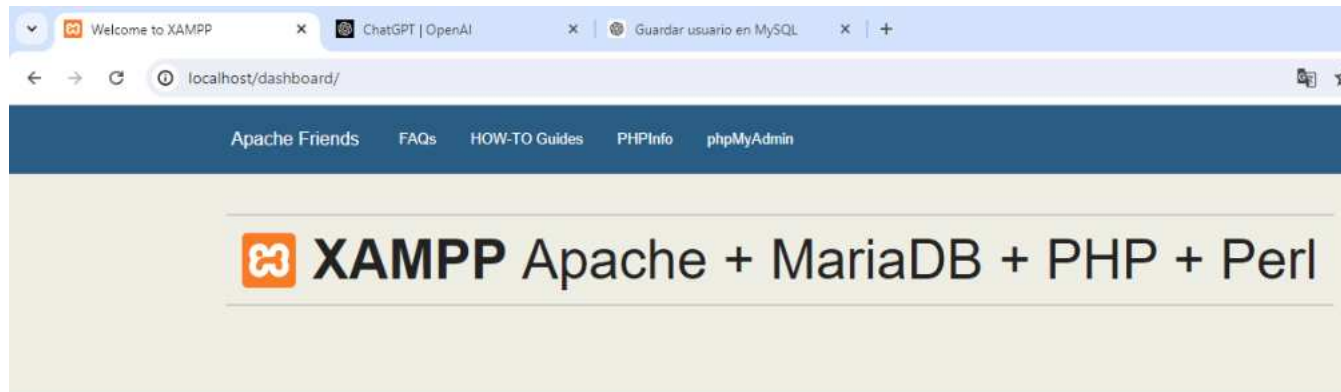 Welcome to XAMPP ChatGPT | OpenAI Guardar usuario en MySQL
localhost/dashboard/
Apache Friends FAQs HOW-TO Guides PHPInfo phpMyAdmin
XAMPP Apache + MariaDB + PHP + Perl